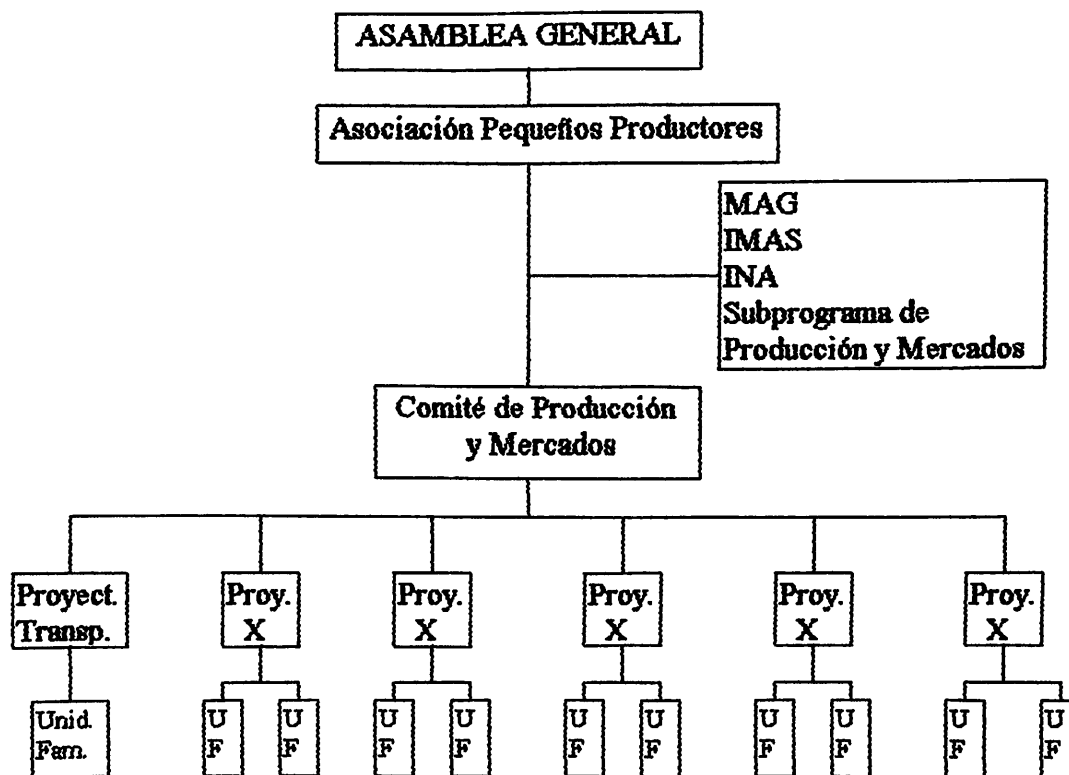 ASAMBLEA GENERAL
Asociación Pequeños Productores
MAG
IMAS
INA
Subprograma de
Producción y Mercados
Comité de Producción
y Mercados
Proyect.
Transp.
Proy.
X
Proy.
X
Proy.
X
Proy.
X
Proy.
X
Unid.
Fam.
U
F
U
F
U
F
U
F
U
F
U
F
U
F
U
F
U
F
U
F